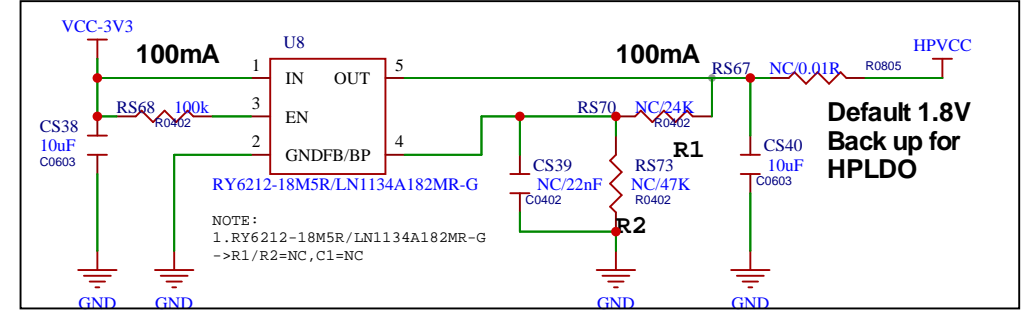 VCC-3V3
100mA
U8
100mA
HPVCC
1
IN
OUT
5
RS67
NC/0.01R
R0805
RS68
100k
R0402
3
EN
RS70
NC/24K
R0402
R1
Default 1.8V
Back up for
HPLDO
CS38
10uF
C0603
2
GND
FB/BP
4
CS39
NC/22nF
C0402
RS73
NC/47K
R0402
R2
CS40
10uF
C0603
RY6212-18M5R/LN1134A182MR-G
NOTE:
1.RY6212-18M5R/LN1134A182MR-G
->R1/R2=NC,C1=NC
GND
GND
GND
GND